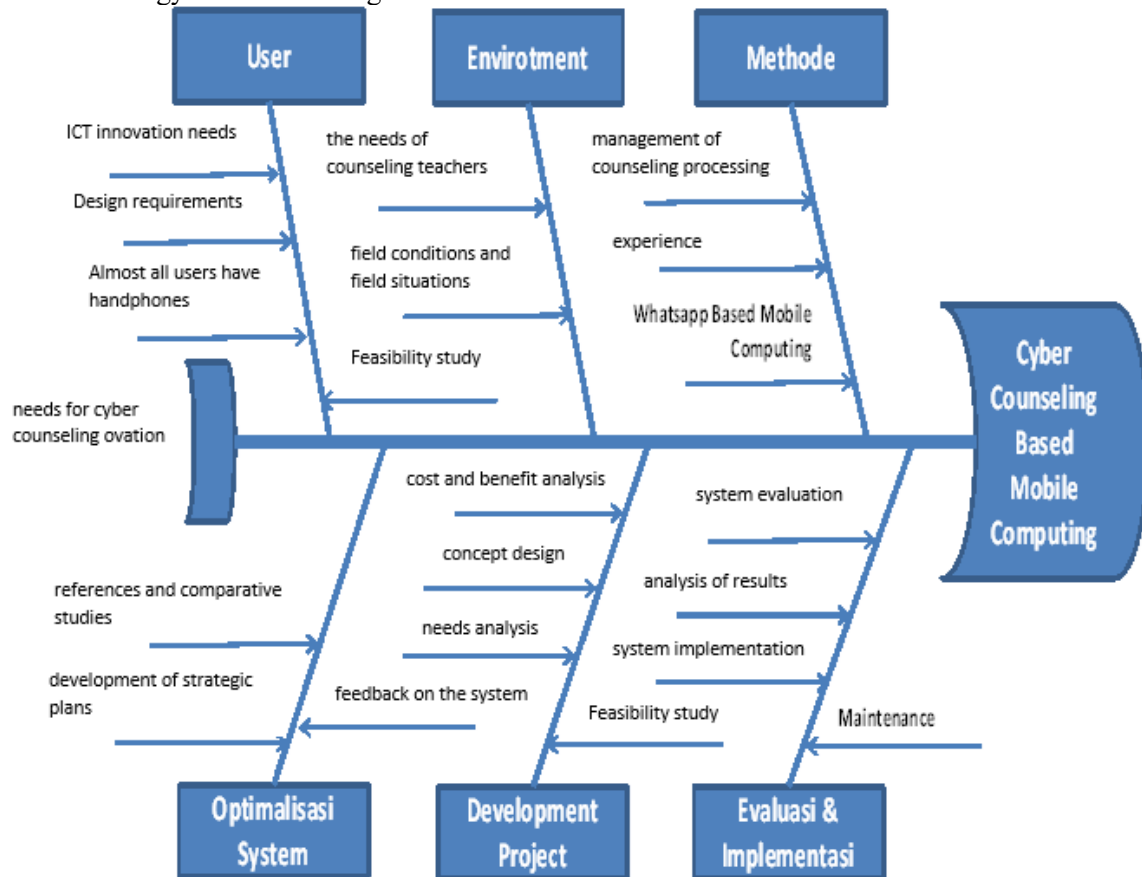 User
Envirotment
Methode
ICT innovation needs
Design requirements
Almost all users have
handphones
the needs of
counseling teachers
field conditions and
field situations
Feasibility study
management of
counseling processing
experience
Whatsapp Based Mobile
Computing
needs for cyber
counseling ovation
Cyber
Counseling
Based
Mobile
Computing
references and comparative
studies
development of strategic
plans
feedback on the system
cost and benefit analysis
concept design
needs analysis
Feasibility study
system evaluation
analysis of results
system implementation
Maintenance
Optimalisasi
System
Development
Project
Evaluasi &
Implementasi